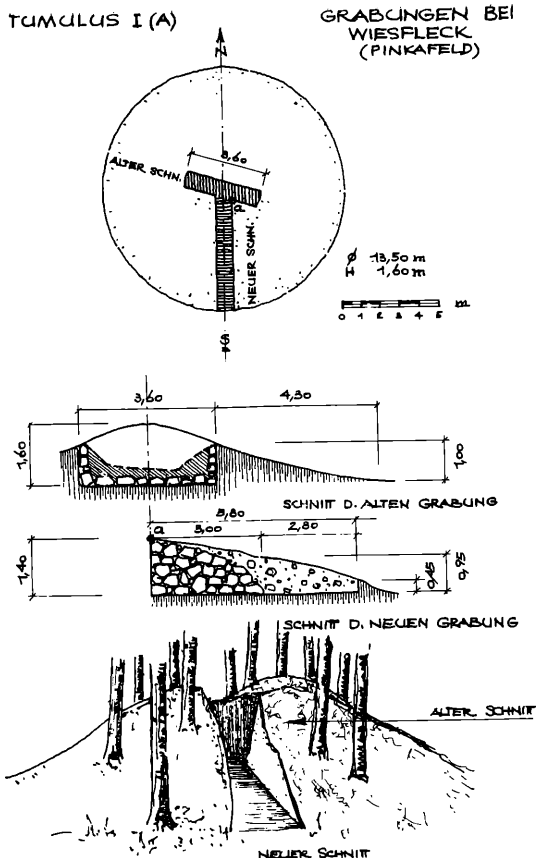 TUMULUS I (A)
GRABUNGEN BEI
WIESFLECK
(PINKAFELD)
N
3,60
ALTER SCHN.
a
NEUER SCHN.
Ø 13,50 m
H 1,60 m
0 1 2 3 4 5 m
S
3,60
4,30
1,60
1,00
SCHNITT D. ALTEN GRABUNG
5,80
a
3,00
2,80
1,40
0,45
0,95
SCHNITT D. NEUEN GRABUNG
ALTER SCHNITT
NEUER SCHNITT